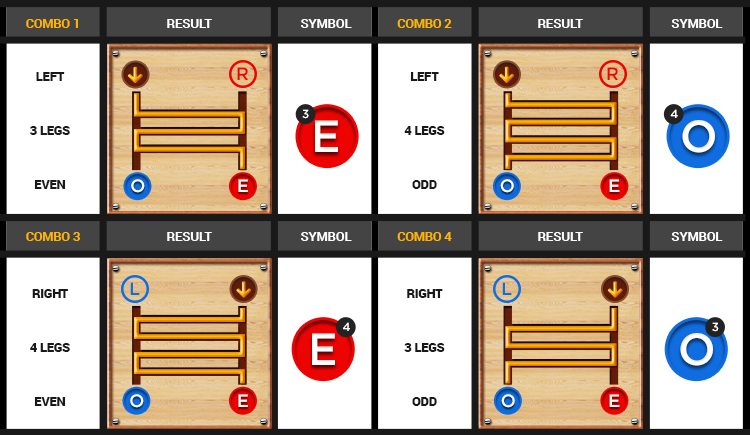 COMBO 1 RESULT SYMBOL COMBO 2 RESULT SYMBOL
LEFT
3 LEGS
EVEN
R
O E
3
E
LEFT
4 LEGS
ODD
R
O E
4
O
COMBO 3 RESULT SYMBOL COMBO 4 RESULT SYMBOL
RIGHT
4 LEGS
EVEN
L
O E
4
E
RIGHT
3 LEGS
ODD
L
O E
3
O